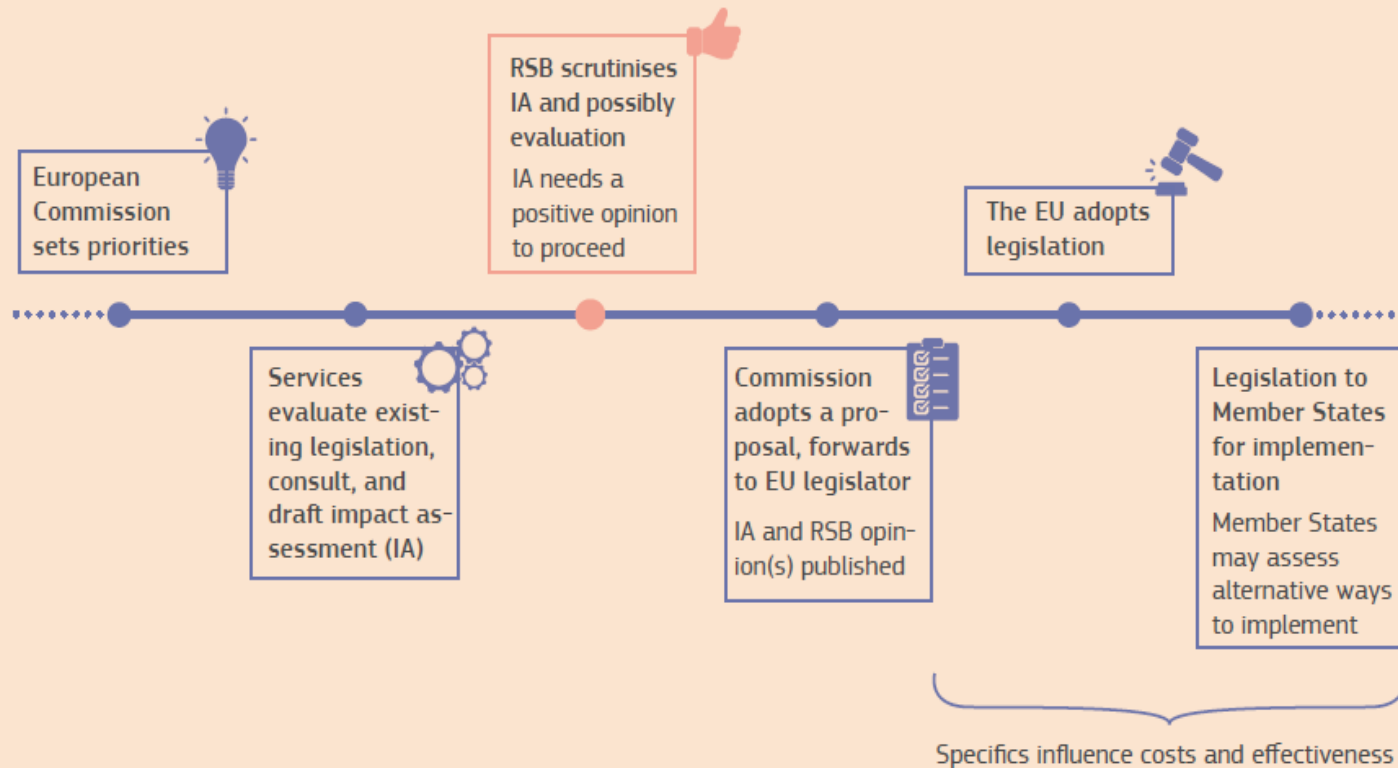 European
Commission
sets priorities
Services
evaluate exist-
ing legislation,
consult, and
draft impact as-
sessment (IA)
RSB scrutinises
IA and possibly
evaluation
IA needs a
positive opinion
to proceed
Commission
adopts a pro-
posal, forwards
to EU legislator
IA and RSB opin-
ion(s) published
The EU adopts
legislation
Legislation to
Member States
for implemen-
tation
Member States
may assess
alternative ways
to implement
Specifics influence costs and effectiveness